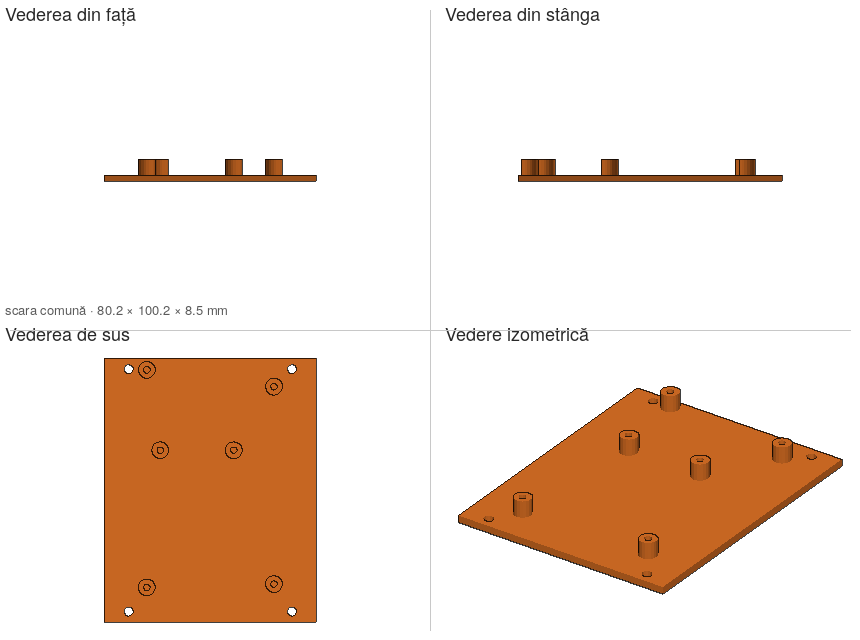 Vederea din față
Vederea din stânga
scara comună · 80.2 × 100.2 × 8.5 mm
Vederea de sus
Vedere izometrică